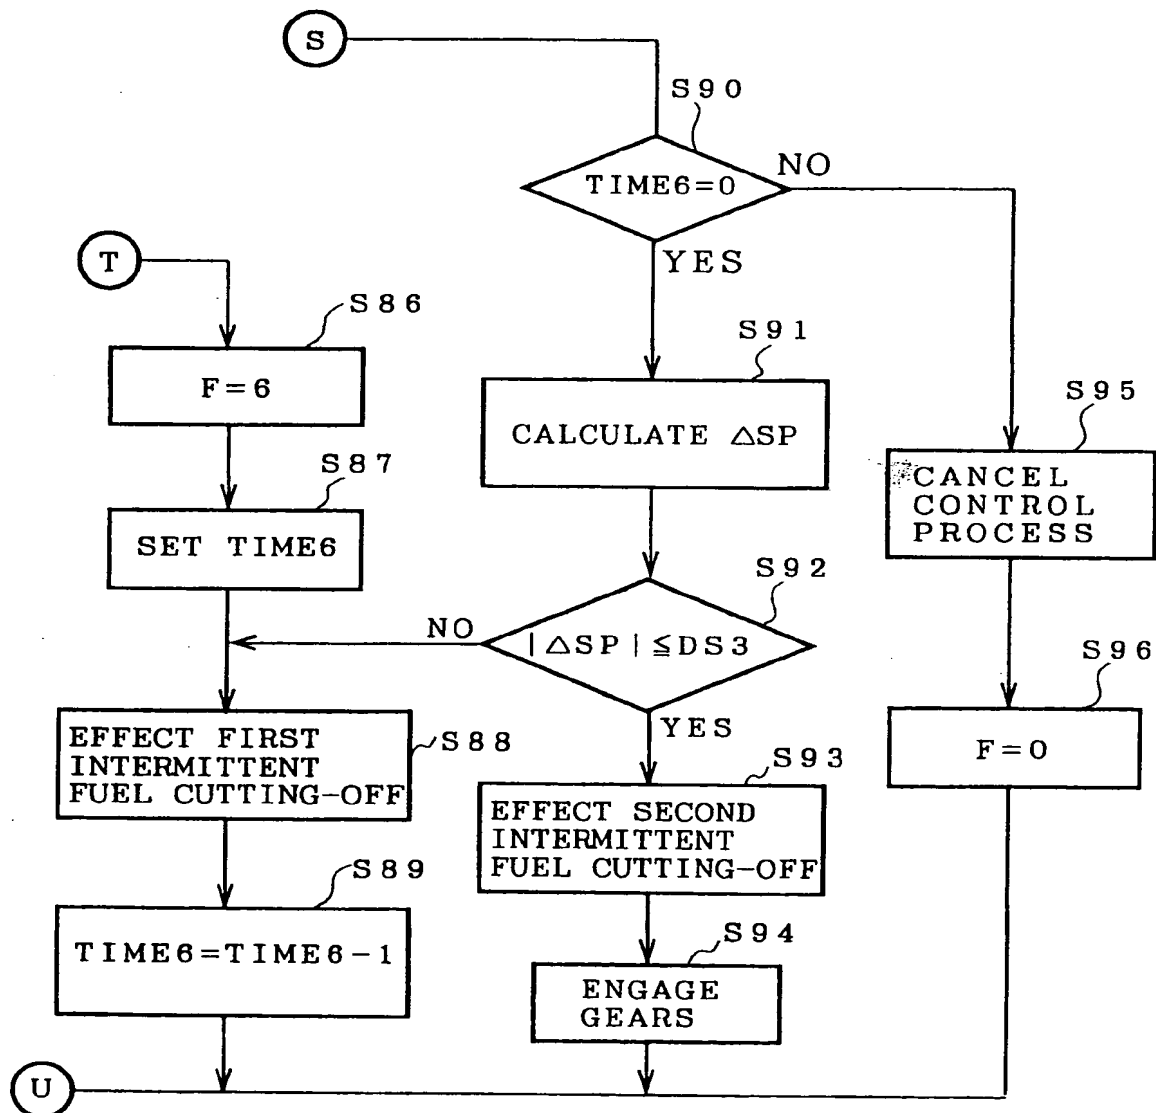 S
S90
TIME6=0
NO
YES
T
S86
F=6
S87
SET TIME6
S91
CALCULATE △SP
S95
CANCEL
CONTROL
PROCESS
S92
|△SP|≦DS3
NO
YES
S96
F=0
EFFECT FIRST
INTERMITTENT
FUEL CUTTING-OFF
S88
S93
EFFECT SECOND
INTERMITTENT
FUEL CUTTING-OFF
S89
TIME6=TIME6-1
S94
ENGAGE
GEARS
U